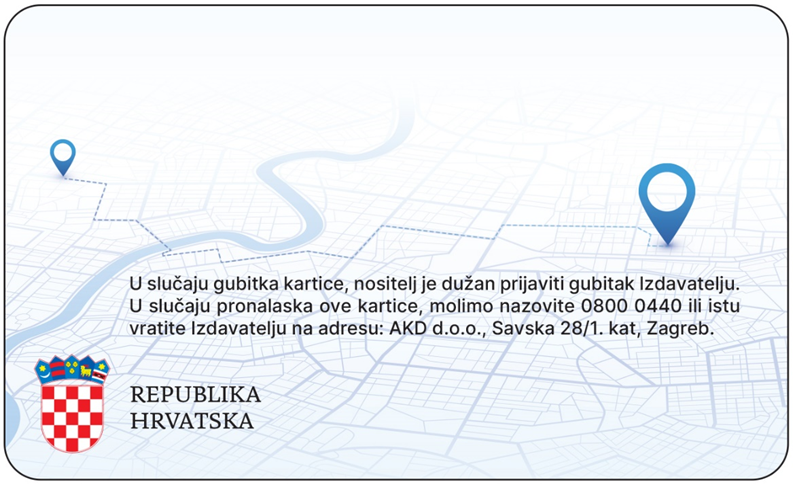 U slučaju gubitka kartice, nositelj je dužan prijaviti gubitak Izdavatelju.
U slučaju pronalaska ove kartice, molimo nazovite 0800 0440 ili istu
vratite Izdavatelju na adresu: AKD d.o.o., Savska 28/1. kat, Zagreb.
REPUBLIKA
HRVATSKA